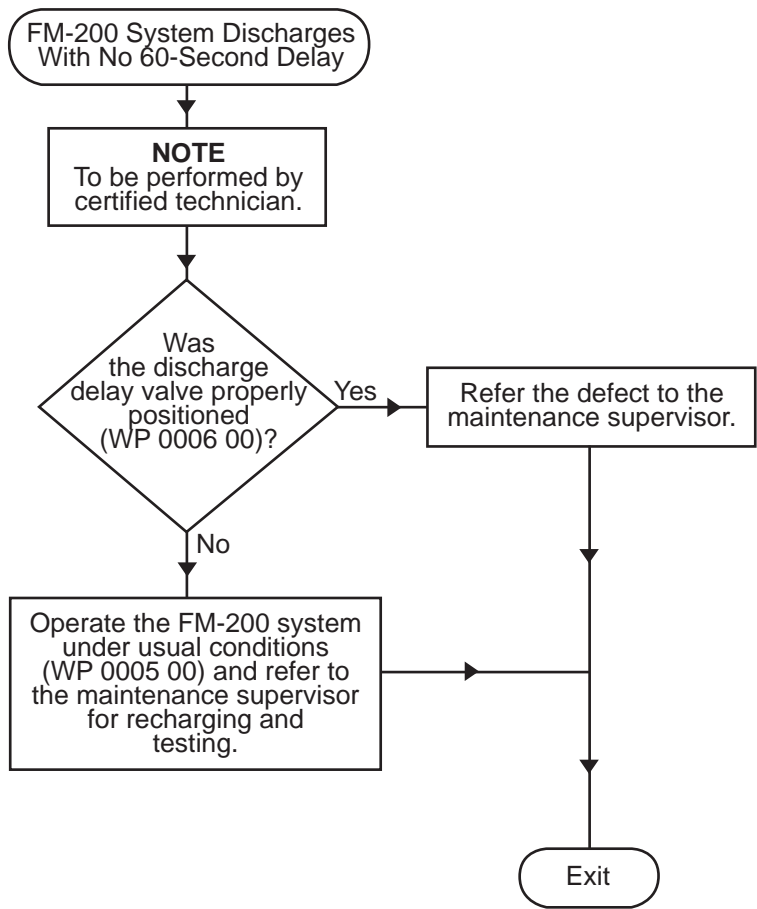 FM-200 System Discharges
With No 60-Second Delay
NOTE
To be performed by
certified technician.
Was
the discharge
delay valve properly
positioned
(WP 0006 00)?
Yes
Refer the defect to the
maintenance supervisor.
No
Operate the FM-200 system
under usual conditions
(WP 0005 00) and refer to
the maintenance supervisor
for recharging and
testing.
Exit